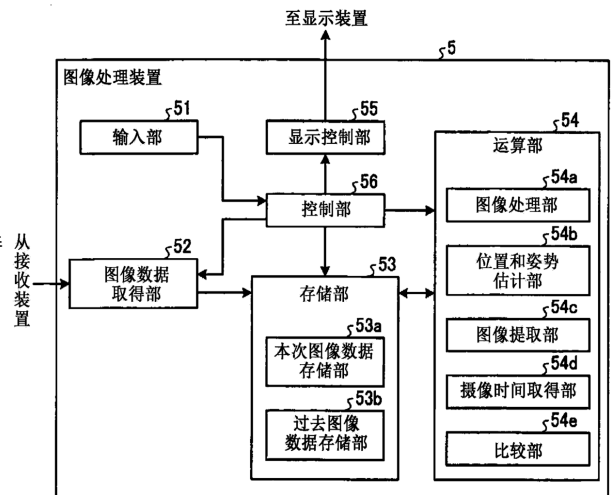 至显示装置
5
图像处理装置
51
输入部
55
显示控制部
54
运算部
56
控制部
54a
图像处理部
从接收装置
52
图像数据
取得部
54b
位置和姿势
估计部
53
存储部
54c
图像提取部
53a
本次图像数据
存储部
54d
摄像时间取得部
53b
过去图像
数据存储部
54e
比较部